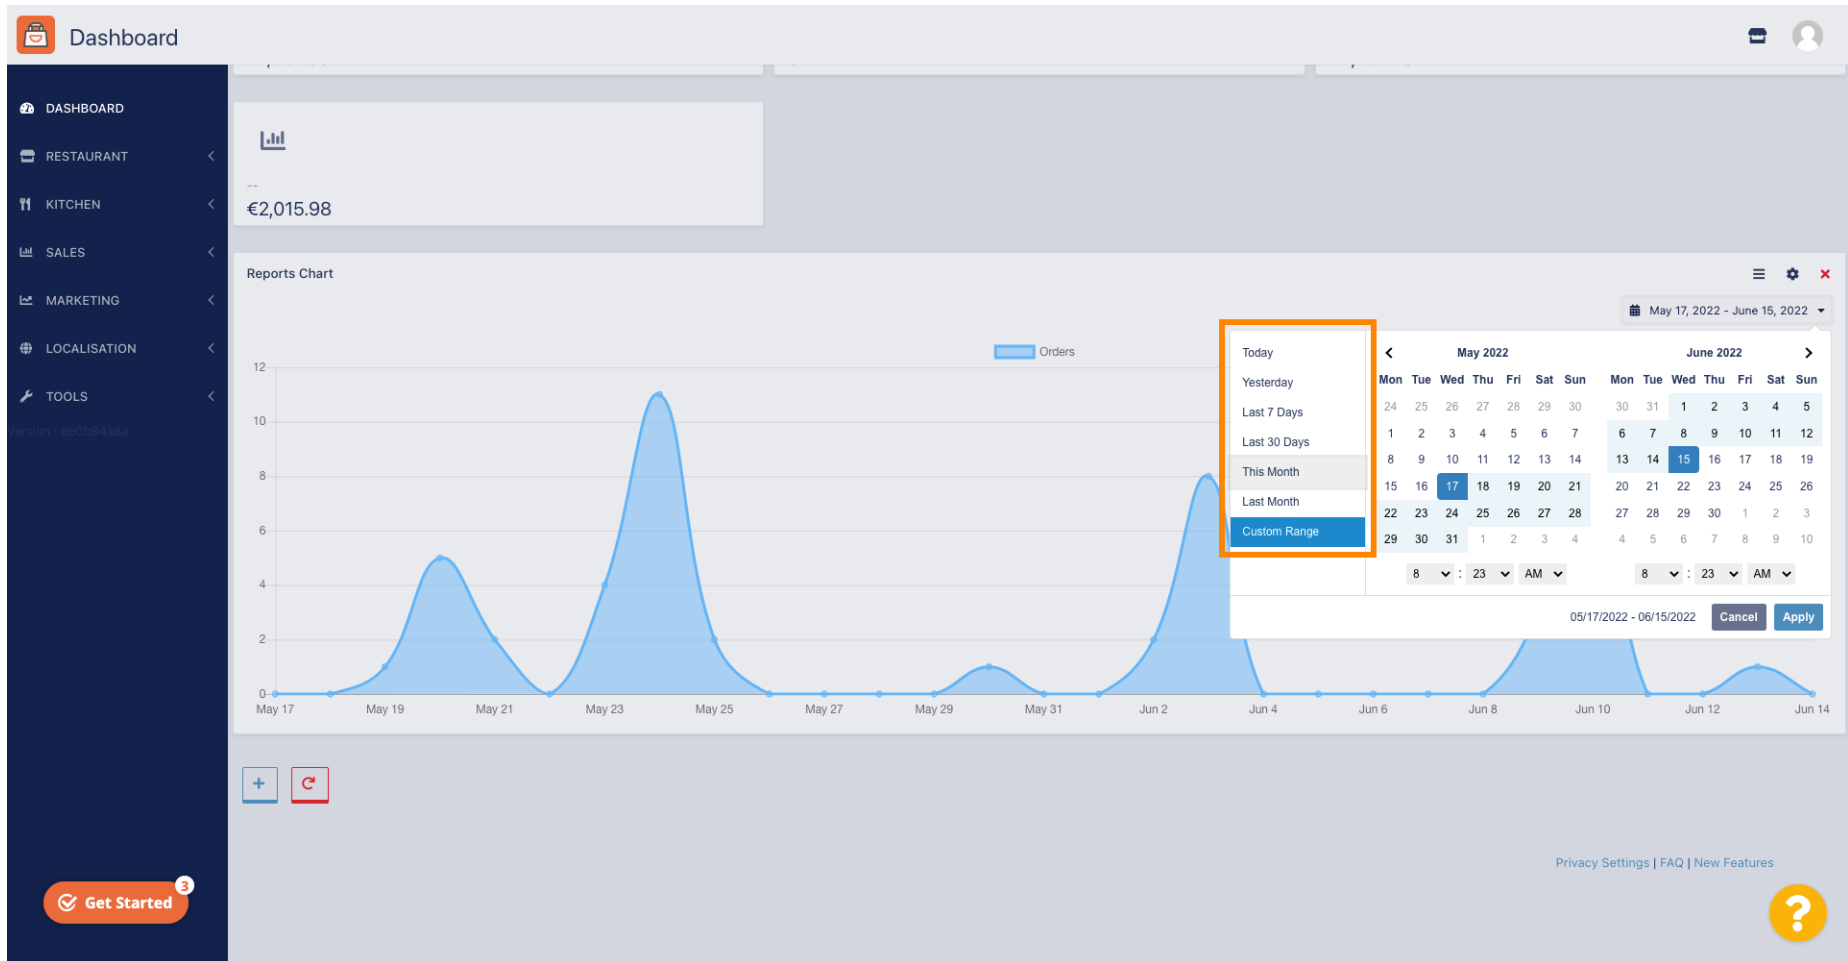 Dashboard
DASHBOARD
RESTAURANT
KITCHEN
SALES
MARKETING
LOCALISATION
TOOLS
Version : eb0b84a8a
--
€2,015.98
Reports Chart
May 17, 2022 - June 15, 2022
Orders
12
10
8
6
4
2
0
May 17 May 19 May 21 May 23 May 25 May 27 May 29 May 31 Jun 2 Jun 4 Jun 6 Jun 8 Jun 10 Jun 12 Jun 14
Today
Yesterday
Last 7 Days
Last 30 Days
This Month
Last Month
Custom Range
May 2022
Mon Tue Wed Thu Fri Sat Sun
24 25 26 27 28 29 30
1 2 3 4 5 6 7
8 9 10 11 12 13 14
15 16 17 18 19 20 21
22 23 24 25 26 27 28
29 30 31 1 2 3 4
8 : 23 AM
June 2022
Mon Tue Wed Thu Fri Sat Sun
30 31 1 2 3 4 5
6 7 8 9 10 11 12
13 14 15 16 17 18 19
20 21 22 23 24 25 26
27 28 29 30 1 2 3
4 5 6 7 8 9 10
8 : 23 AM
05/17/2022 - 06/15/2022 Cancel Apply
Privacy Settings | FAQ | New Features
Get Started 3
?